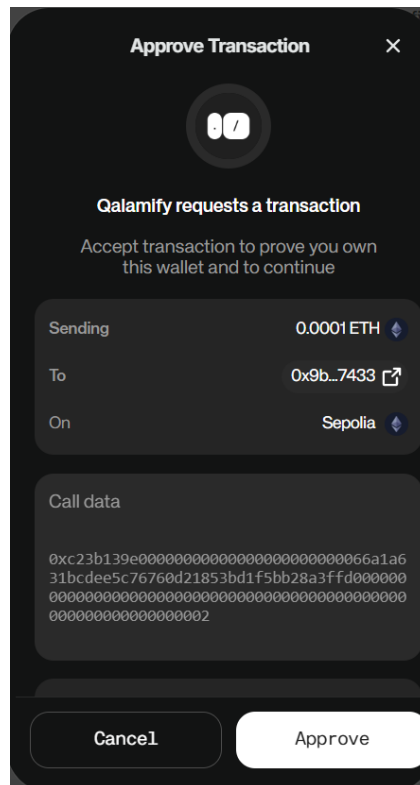 Approve Transaction
./
Qalamify requests a transaction
Accept transaction to prove you own
this wallet and to continue
Sending 0.0001 ETH
To 0x9b...7433
On Sepolia
Call data
0xc23b139e000000000000000000000000066a1a6
31bcdee5c76760d21853bd1f5bb28a3ffd000000
0000000000000000000000000000000000000000
000000000000000000002
Cancel
Approve